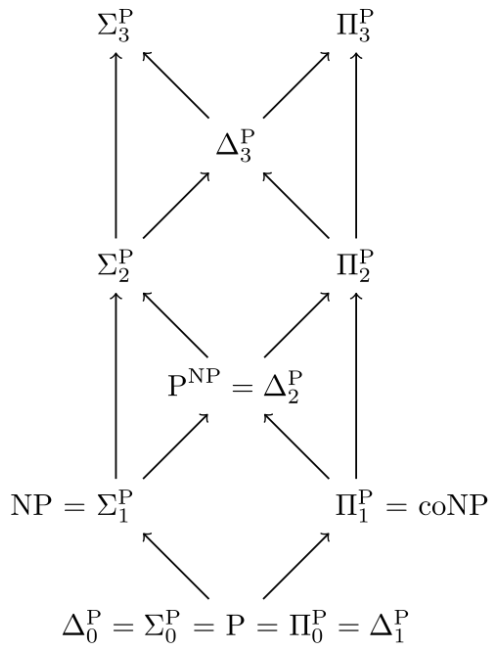 Σ₃ᴾ Π₃ᴾ
Δ₃ᴾ
Σ₂ᴾ Π₂ᴾ
Pᴺᴾ = Δ₂ᴾ
NP = Σ₁ᴾ Π₁ᴾ = coNP
Δ₀ᴾ = Σ₀ᴾ = P = Π₀ᴾ = Δ₁ᴾ